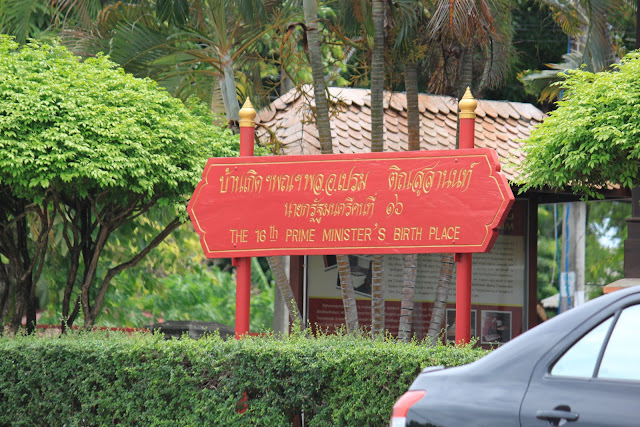 บ้านเกิด ฯพณฯ พล.อ.เปรม ติณสูลานนท์
นายกรัฐมนตรีคนที่ ๑๖
THE 16th PRIME MINISTER'S BIRTH PLACE